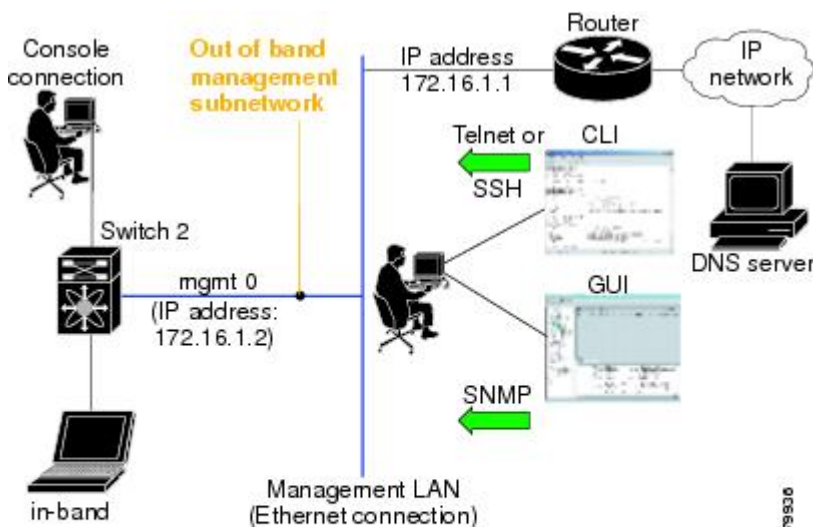 Console
connection
Out of band
management
subnetwork
Router
IP address
172.16.1.1
IP
network
Telnet or
SSH
CLI
Switch 2
DNS server
mgmt 0
(IP address:
172.16.1.2)
GUI
SNMP
in-band
Management LAN
(Ethernet connection)